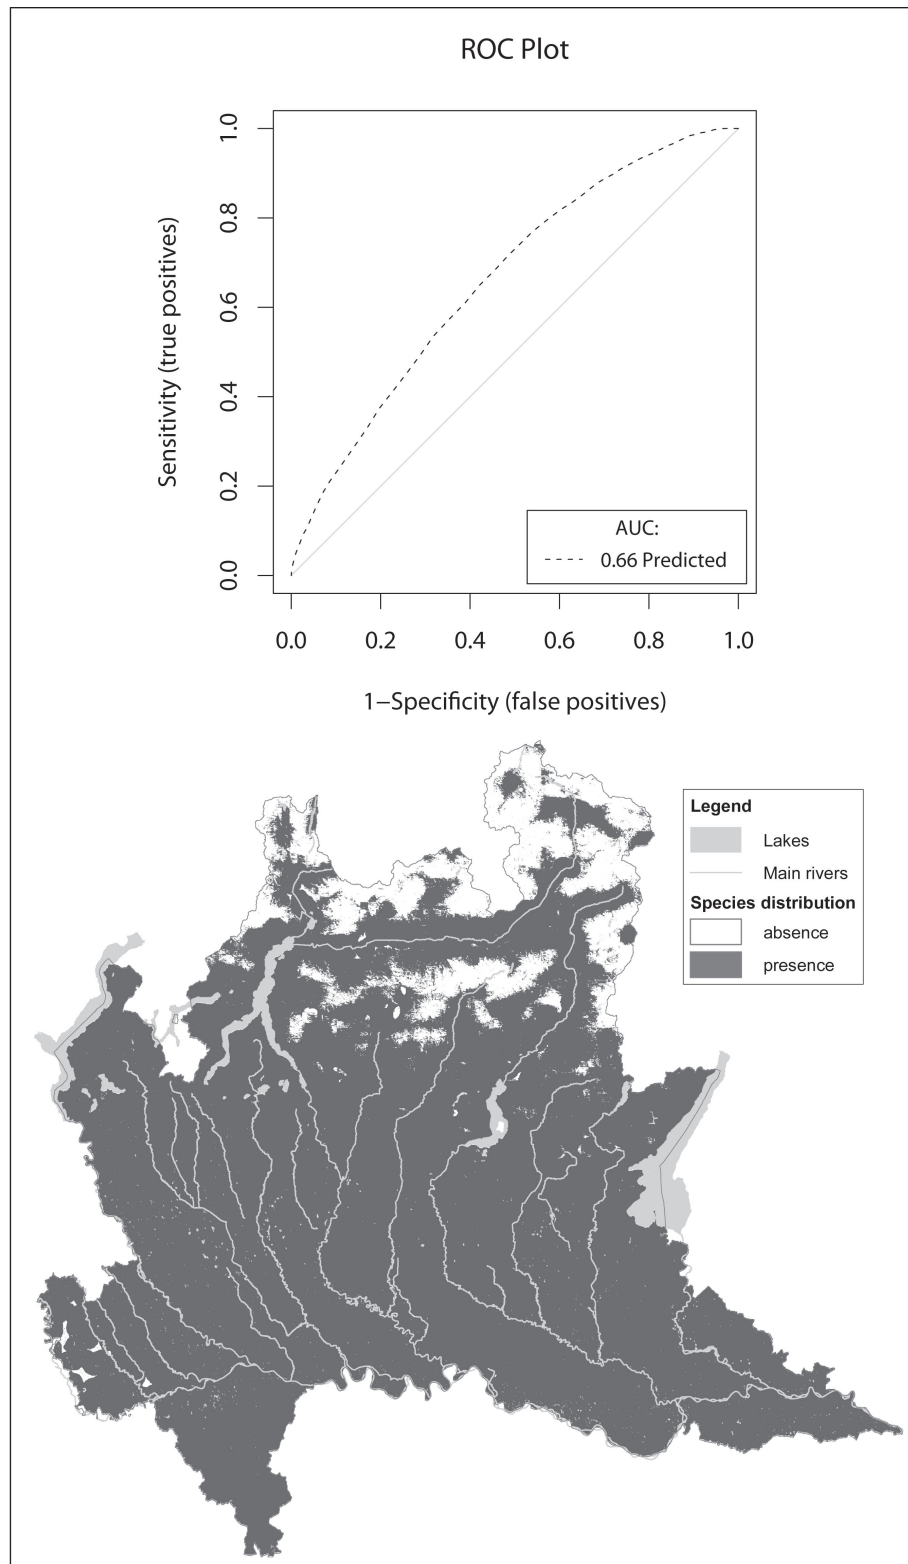 ROC Plot
Sensitivity (true positives)
1.0
0.8
0.6
0.4
0.2
0.0
AUC:
0.66 Predicted
0.0 0.2 0.4 0.6 0.8 1.0
1−Specificity (false positives)
Legend
Lakes
Main rivers
Species distribution
absence
presence